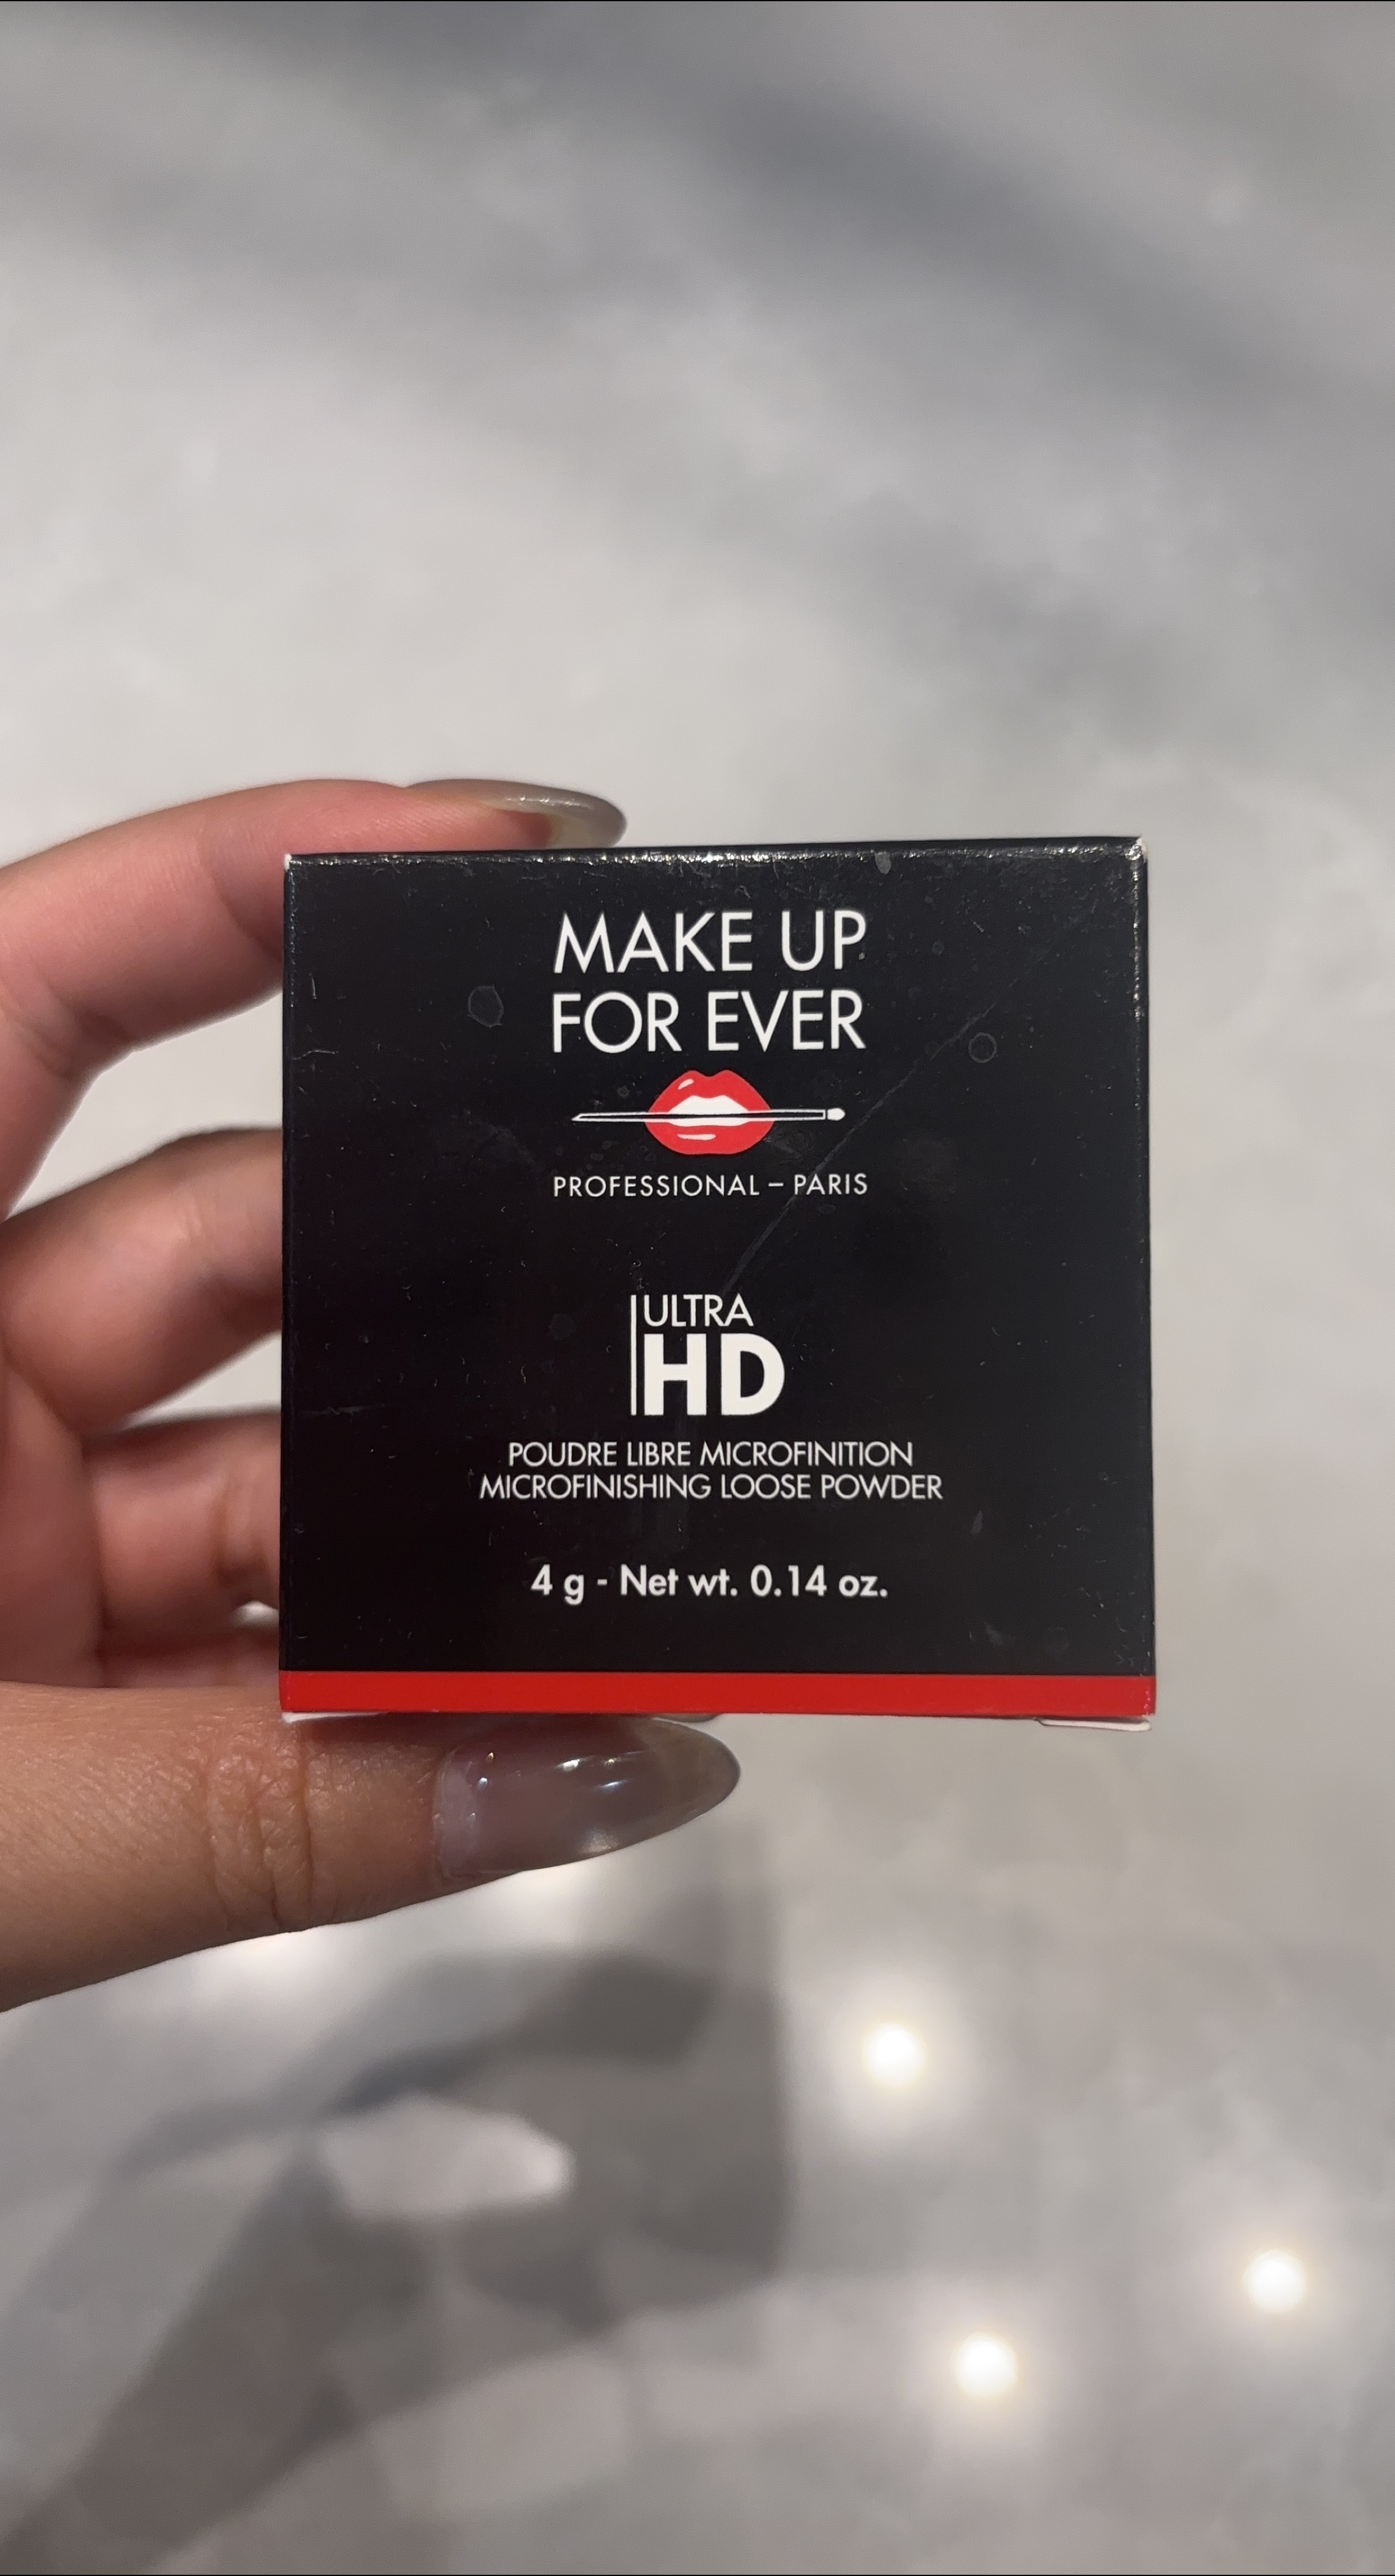 MAKE UP
FOR EVER
PROFESSIONAL – PARIS
ULTRA
HD
POUDRE LIBRE MICROFINITION
MICROFINISHING LOOSE POWDER
4 g - Net wt. 0.14 oz.